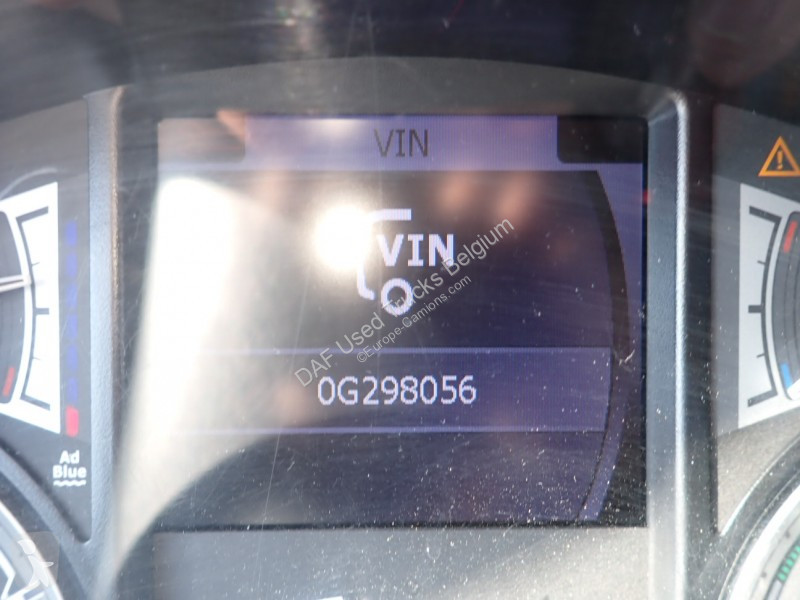 VIN
VIN
DAF Used Trucks Belgium
©Europe-Camions.com
0G298056
Ad
Blue